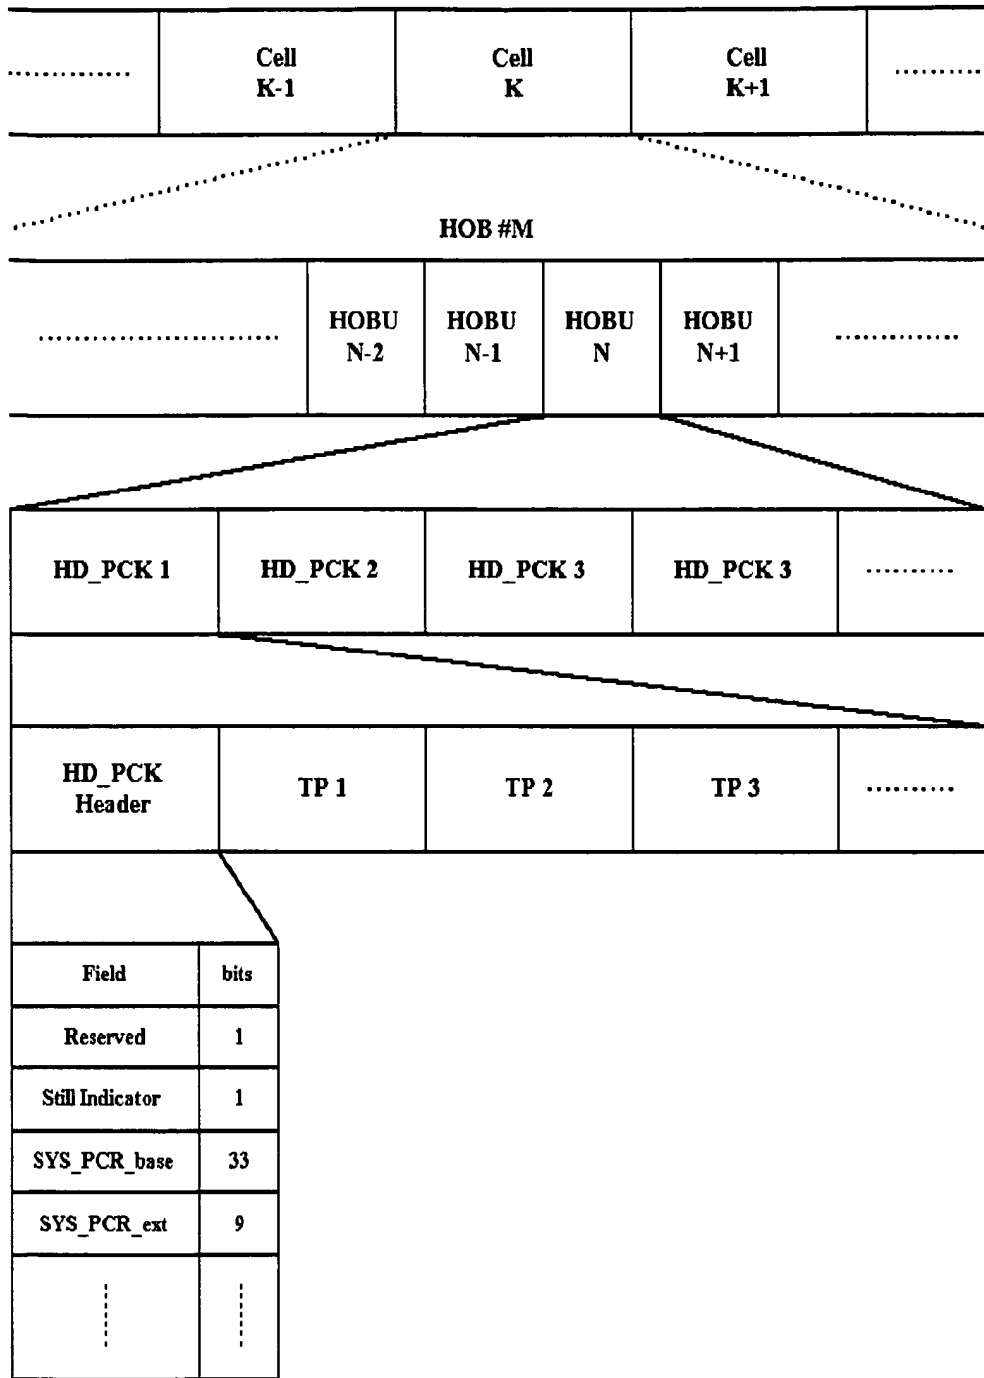 Cell Cell Cell
K-1 K K+1
HOB #M
HOBU HOBU HOBU HOBU
N-2 N-1 N N+1
HD_PCK 1 HD_PCK 2 HD_PCK 3 HD_PCK 3
HD_PCK
Header TP 1 TP 2 TP 3
Field bits
Reserved 1
Still Indicator 1
SYS_PCR_base 33
SYS_PCR_ext 9